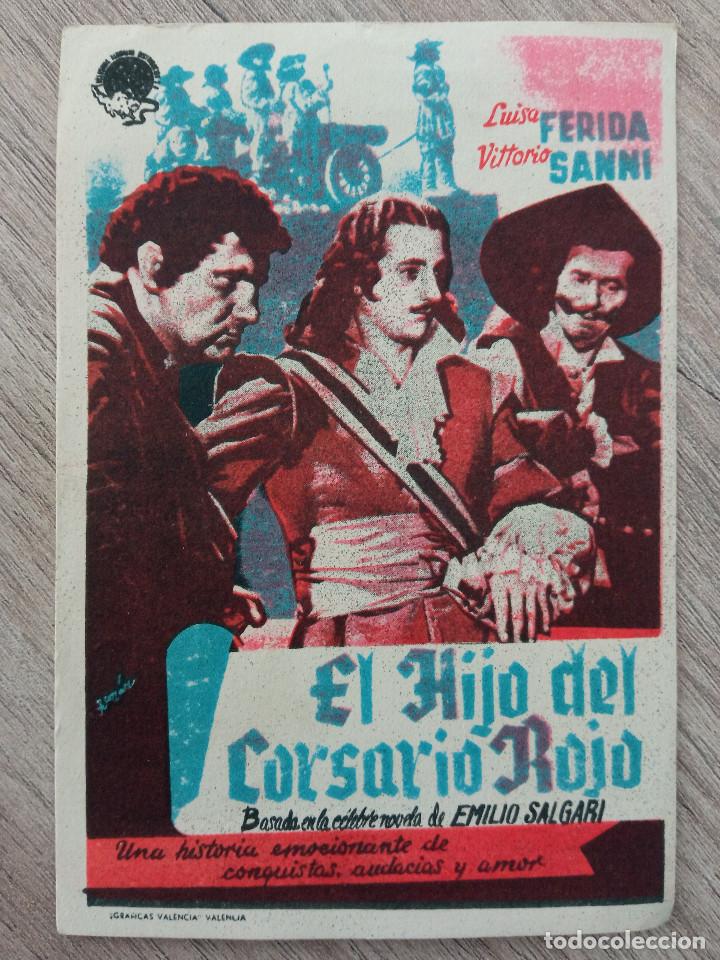 Luisa FERIDA
Vittorio SANNI
El Hijo del
Corsario Rojo
Basada en la célebre novela de EMILIO SALGARI
Una historia emocionante de
conquistas, audacias y amor
"GRAFICAS VALENCIA" VALENCIA
todocoleccion.net